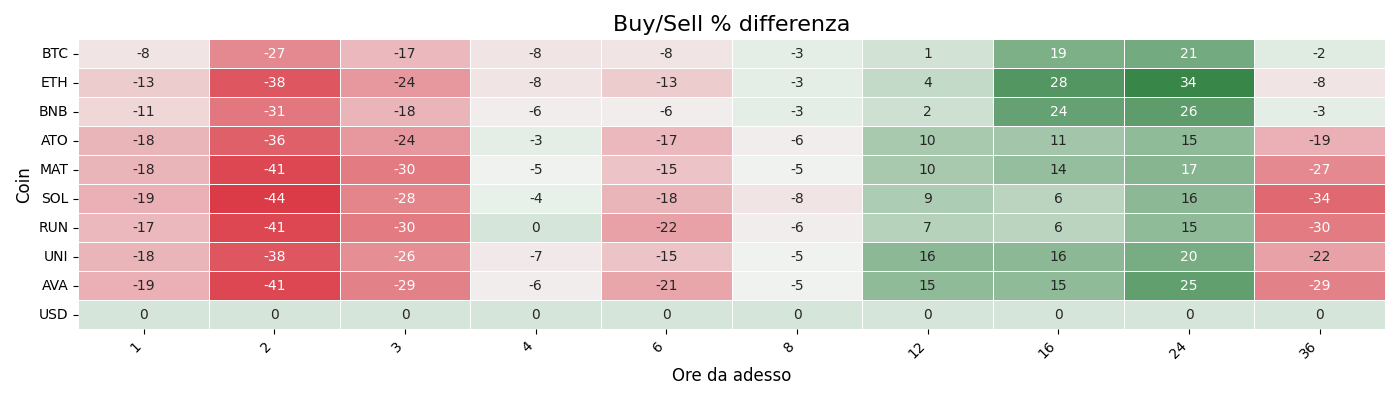 Buy/Sell % differenza
Coin
BTC -8 -27 -17 -8 -8 -3 1 19 21 -2
ETH -13 -38 -24 -8 -13 -3 4 28 34 -8
BNB -11 -31 -18 -6 -6 -3 2 24 26 -3
ATO -18 -36 -24 -3 -17 -6 10 11 15 -19
MAT -18 -41 -30 -5 -15 -5 10 14 17 -27
SOL -19 -44 -28 -4 -18 -8 9 6 16 -34
RUN -17 -41 -30 0 -22 -6 7 6 15 -30
UNI -18 -38 -26 -7 -15 -5 16 16 20 -22
AVA -19 -41 -29 -6 -21 -5 15 15 25 -29
USD 0 0 0 0 0 0 0 0 0 0
1 2 3 4 6 8 12 16 24 36
Ore da adesso